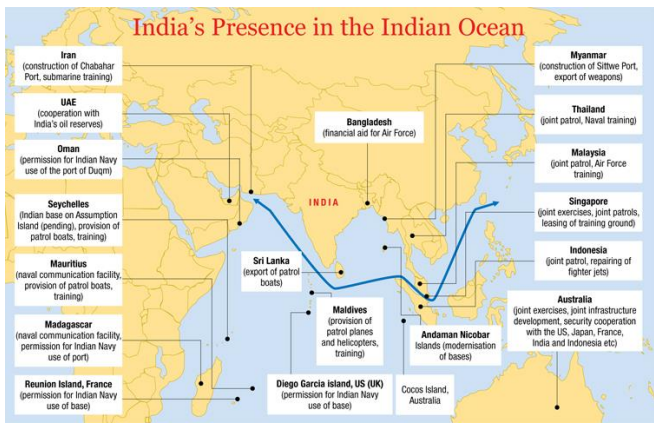 India's Presence in the Indian Ocean
Iran
(construction of Chabahar
Port, submarine training)
UAE
(cooperation with
India's oil reserves)
Oman
(permission for Indian Navy
use of the port of Duqm)
Seychelles
(Indian base on Assumption
Island (pending), provision of
patrol boats, training)
Mauritius
(naval communication facility,
provision of patrol boats,
training)
Madagascar
(naval communication facility,
permission for Indian Navy
use of port)
Reunion Island, France
(permission for Indian Navy
use of base)
Bangladesh
(financial aid for Air Force)
INDIA
Sri Lanka
(export of patrol
boats)
Maldives
(provision of
patrol planes
and helicopters,
training)
Diego Garcia island, US (UK)
(permission for Indian Navy
use of base)
Andaman Nicobar
Islands (modernisation
of bases)
Cocos Island,
Australia
Myanmar
(construction of Sittwe Port,
export of weapons)
Thailand
(joint patrol, Naval training)
Malaysia
(joint patrol, Air Force
training)
Singapore
(joint exercises, joint patrols,
leasing of training ground)
Indonesia
(joint patrol, repairing of
fighter jets)
Australia
(joint exercises, joint infrastructure
development, security cooperation
with the US, Japan, France,
India and Indonesia etc)